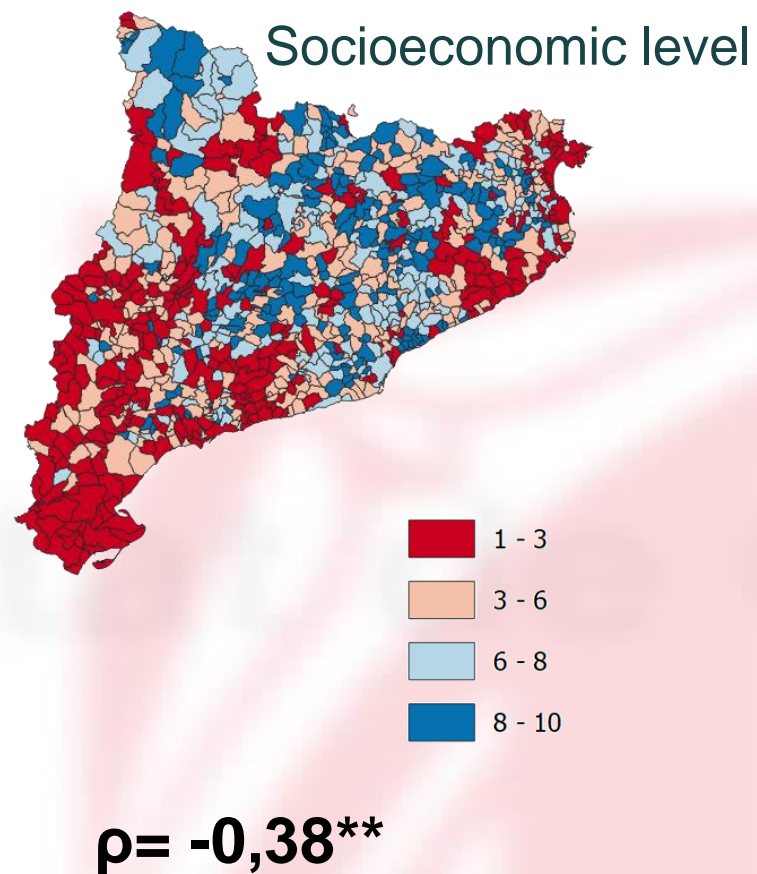 Socioeconomic level
1 - 3
3 - 6
6 - 8
8 - 10
ρ= -0,38**